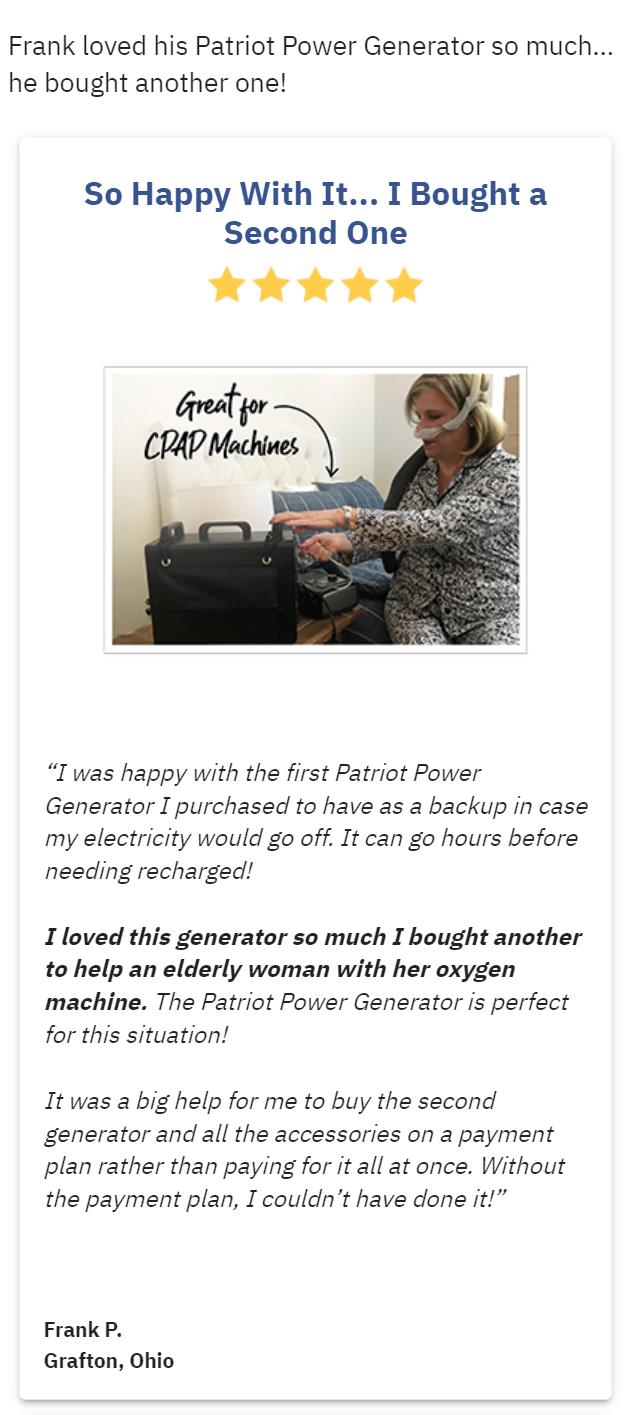 Frank loved his Patriot Power Generator so much...
he bought another one!
So Happy With It... I Bought a
Second One
Great for
CPAP Machines
“I was happy with the first Patriot Power
Generator I purchased to have as a backup in case
my electricity would go off. It can go hours before
needing recharged!
I loved this generator so much I bought another
to help an elderly woman with her oxygen
machine. The Patriot Power Generator is perfect
for this situation!
It was a big help for me to buy the second
generator and all the accessories on a payment
plan rather than paying for it all at once. Without
the payment plan, I couldn’t have done it!”
Frank P.
Grafton, Ohio